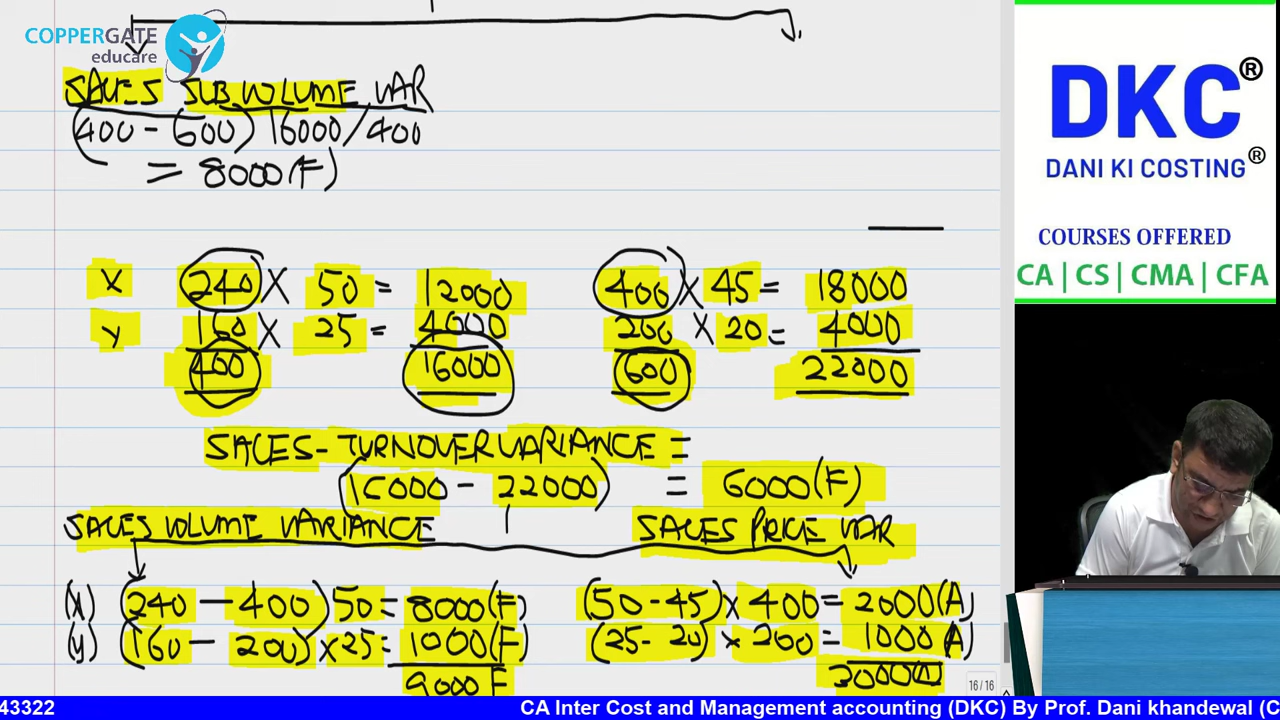 COPPERGATE
educare
SALES SUB VOLUME VAR
(400 - 600) 16000/400
= 8000(F)
X 240 X 50 = 12000 400 X 45 = 18000
y 160 X 25 = 4000 200 X 20 = 4000
400 16000 600 22000
SALES - TURNOVER VARIANCE =
(16000 - 22000) = 6000(F)
SALES VOLUME VARIANCE SALES PRICE VAR
(x) (240 - 400) 50 = 8000(F) (50 - 45) x 400 = 2000(A)
(y) (160 - 200) x 25 = 1000(F) (25 - 20) x 200 = 1000(A)
9000 F 3000(A)
16/16
DKC®
DANI KI COSTING®
COURSES OFFERED
CA | CS | CMA | CFA
43322 CA Inter Cost and Management accounting (DKC) By Prof. Dani khandewal (C